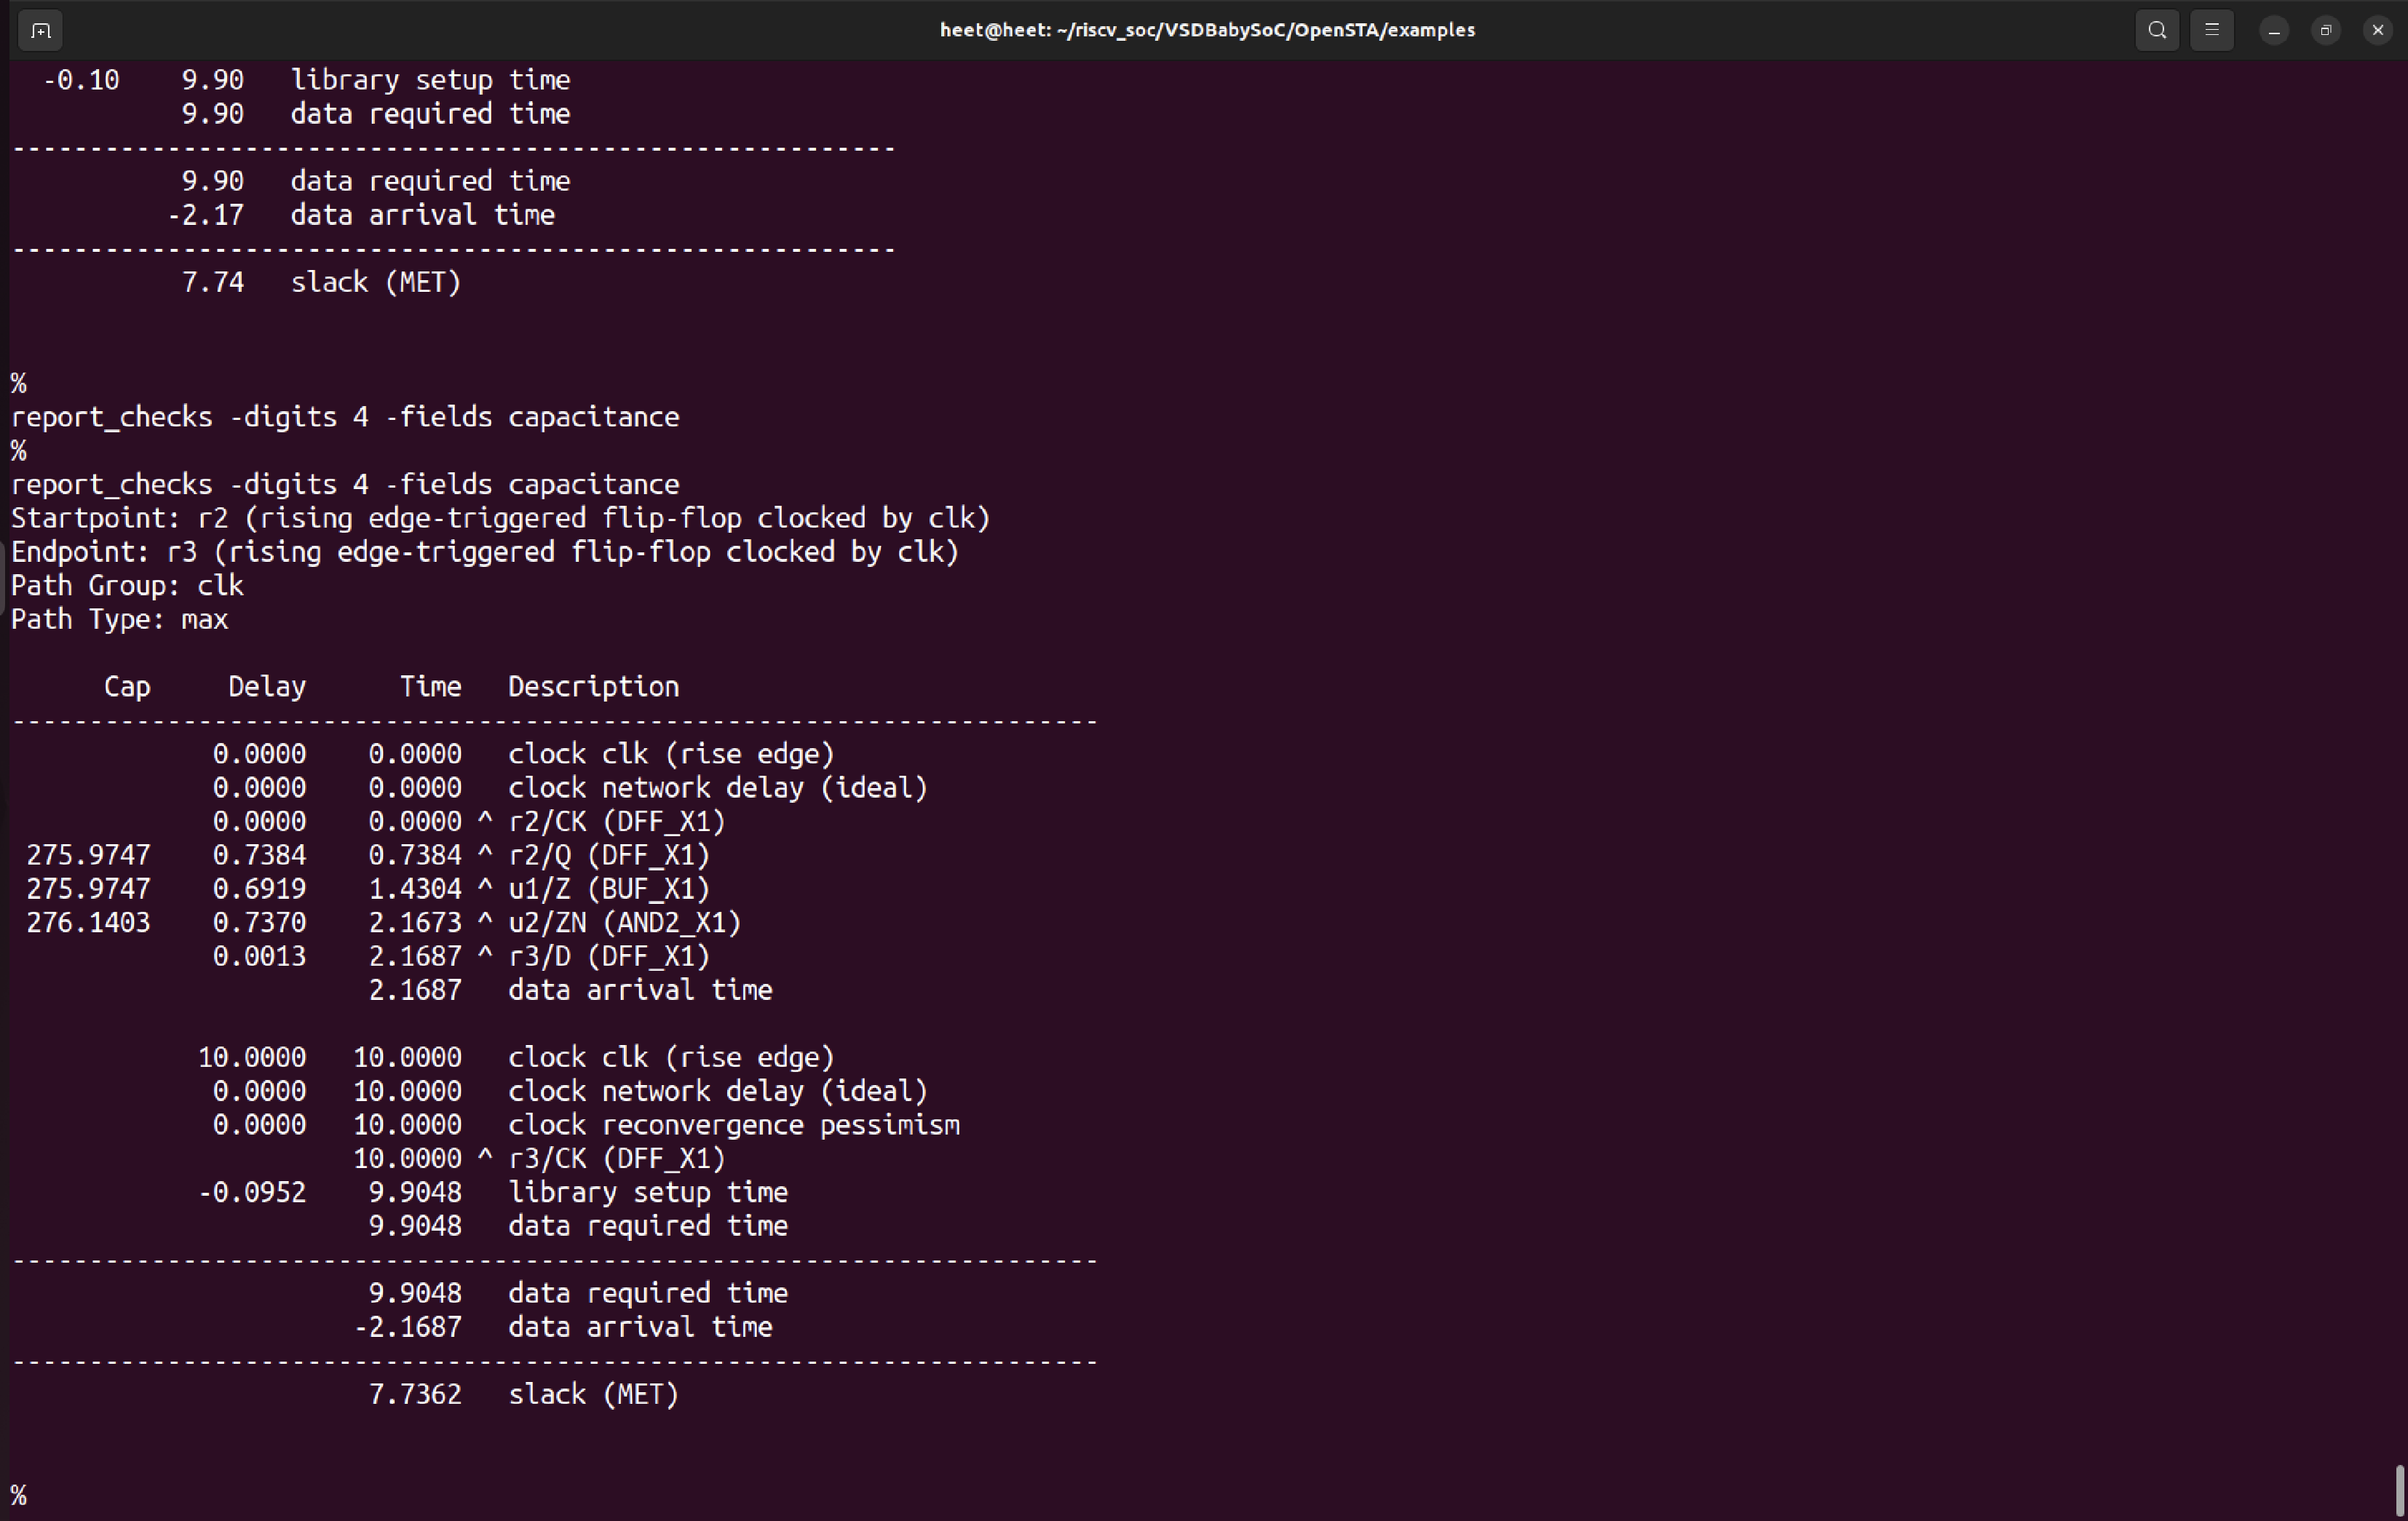 heet@heet: ~/riscv_soc/VSDBabySoC/OpenSTA/examples
  -0.10    9.90   library setup time
           9.90   data required time
---------------------------------------------------------
           9.90   data required time
          -2.17   data arrival time
---------------------------------------------------------
           7.74   slack (MET)
%
report_checks -digits 4 -fields capacitance
%
report_checks -digits 4 -fields capacitance
Startpoint: r2 (rising edge-triggered flip-flop clocked by clk)
Endpoint: r3 (rising edge-triggered flip-flop clocked by clk)
Path Group: clk
Path Type: max
      Cap     Delay      Time   Description
----------------------------------------------------------------------
             0.0000    0.0000   clock clk (rise edge)
             0.0000    0.0000   clock network delay (ideal)
             0.0000    0.0000 ^ r2/CK (DFF_X1)
 275.9747    0.7384    0.7384 ^ r2/Q (DFF_X1)
 275.9747    0.6919    1.4304 ^ u1/Z (BUF_X1)
 276.1403    0.7370    2.1673 ^ u2/ZN (AND2_X1)
             0.0013    2.1687 ^ r3/D (DFF_X1)
                       2.1687   data arrival time
            10.0000   10.0000   clock clk (rise edge)
             0.0000   10.0000   clock network delay (ideal)
             0.0000   10.0000   clock reconvergence pessimism
                      10.0000 ^ r3/CK (DFF_X1)
            -0.0952    9.9048   library setup time
                       9.9048   data required time
----------------------------------------------------------------------
                       9.9048   data required time
                      -2.1687   data arrival time
----------------------------------------------------------------------
                       7.7362   slack (MET)
%